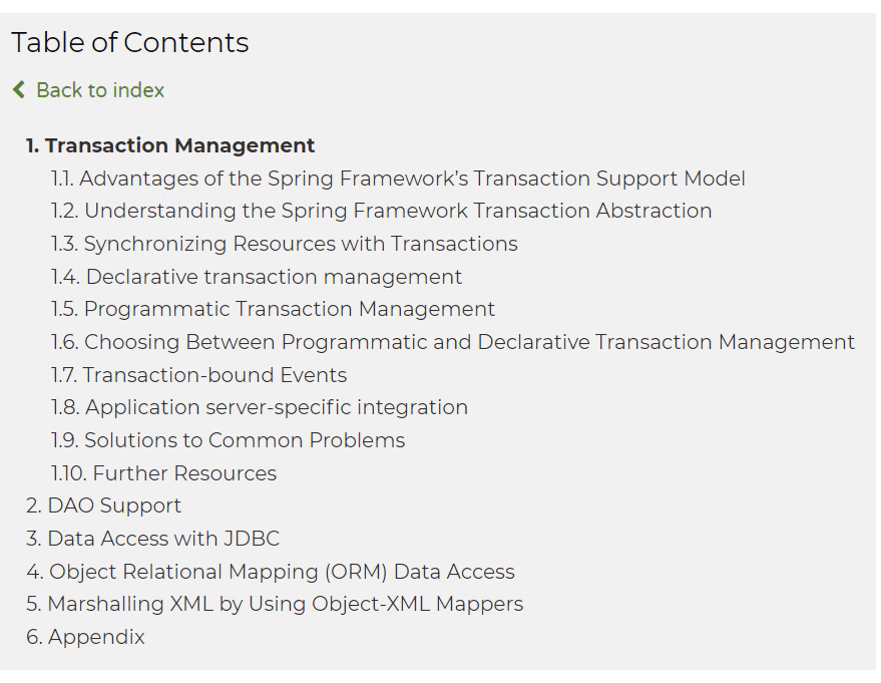 Table of Contents
Back to index
1. Transaction Management
1.1. Advantages of the Spring Framework’s Transaction Support Model
1.2. Understanding the Spring Framework Transaction Abstraction
1.3. Synchronizing Resources with Transactions
1.4. Declarative transaction management
1.5. Programmatic Transaction Management
1.6. Choosing Between Programmatic and Declarative Transaction Management
1.7. Transaction-bound Events
1.8. Application server-specific integration
1.9. Solutions to Common Problems
1.10. Further Resources
2. DAO Support
3. Data Access with JDBC
4. Object Relational Mapping (ORM) Data Access
5. Marshalling XML by Using Object-XML Mappers
6. Appendix